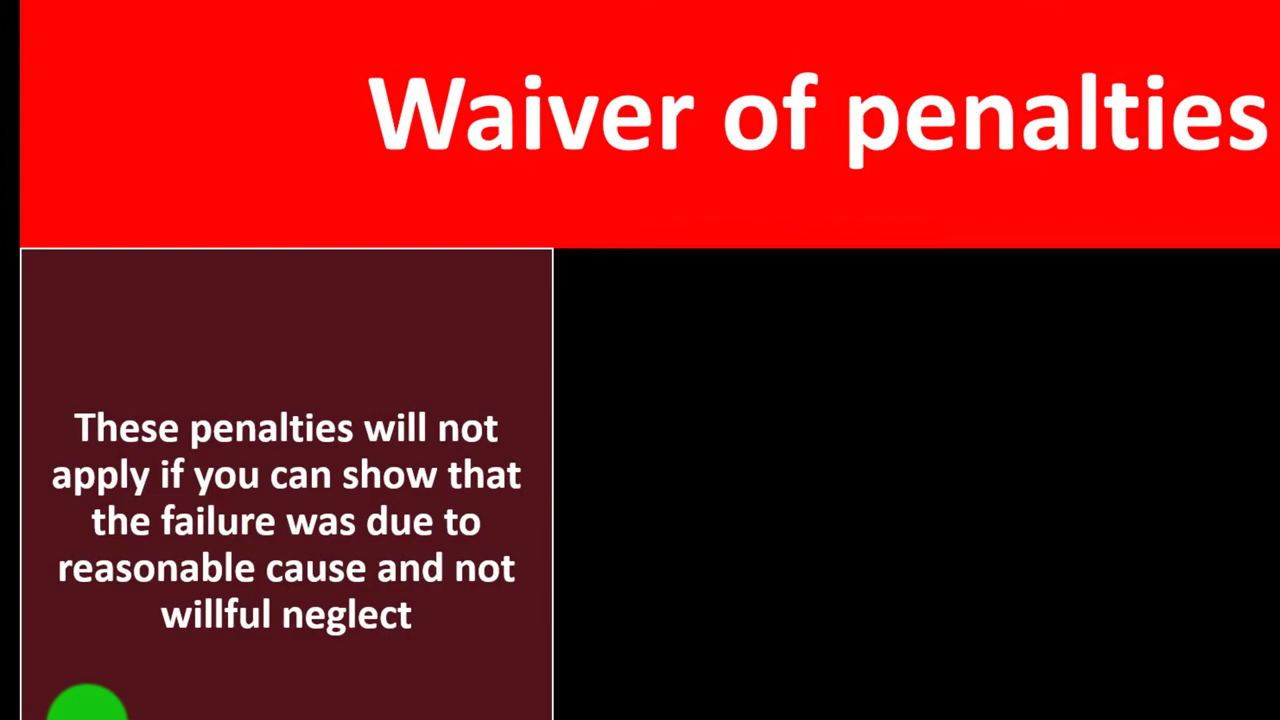 Waiver of penalties
These penalties will not
apply if you can show that
the failure was due to
reasonable cause and not
willful neglect